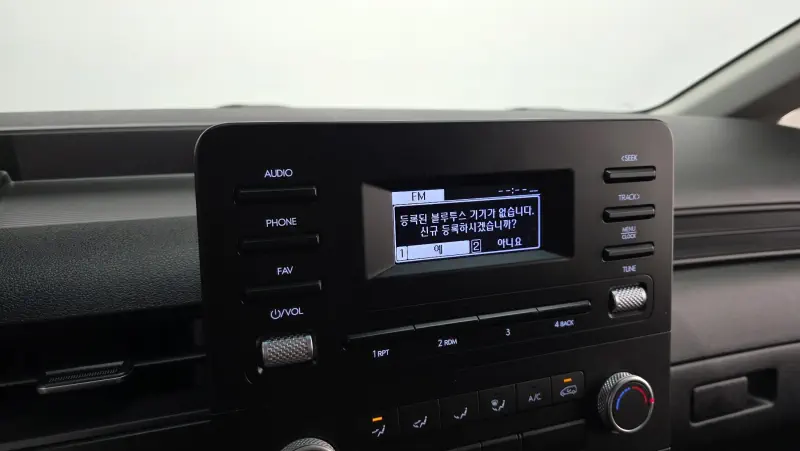 AUDIO
PHONE
FAV
/VOL
FM
--:--
등록된 블루투스 기기가 없습니다.
신규 등록하시겠습니까?
1 예 2 아니요
<SEEK
TRACK>
MENU
CLOCK
TUNE
1 RPT
2 RDM
3
4 BACK
A/C